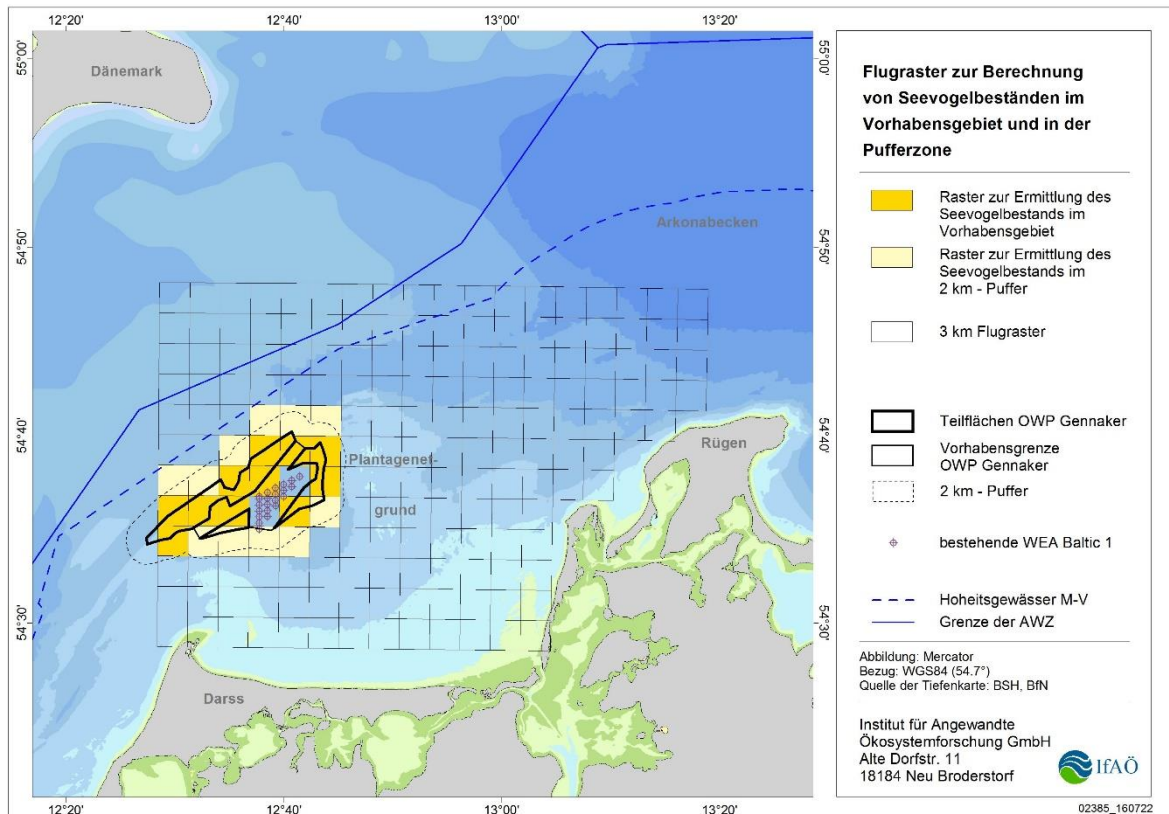 12°20'
12°40'
13°00'
13°20'
55°00'
55°00'
Dänemark
54°50'
54°50'
Arkonabecken
54°40'
54°40'
Rügen
Plantagenet-
grund
54°30'
54°30'
Darss
12°20'
12°40'
13°00'
13°20'
Flugraster zur Berechnung
von Seevogelbeständen im
Vorhabensgebiet und in der
Pufferzone
Raster zur Ermittlung des
Seevogelbestands im
Vorhabensgebiet
Raster zur Ermittlung des
Seevogelbestands im
2 km - Puffer
3 km Flugraster
Teilflächen OWP Gennaker
Vorhabensgrenze
OWP Gennaker
2 km - Puffer
bestehende WEA Baltic 1
Hoheitsgewässer M-V
Grenze der AWZ
Abbildung: Mercator
Bezug: WGS84 (54.7°)
Quelle der Tiefenkarte: BSH, BfN
Institut für Angewandte
Ökosystemforschung GmbH
Alte Dorfstr. 11
18184 Neu Broderstorf
IfAÖ
02385_160722